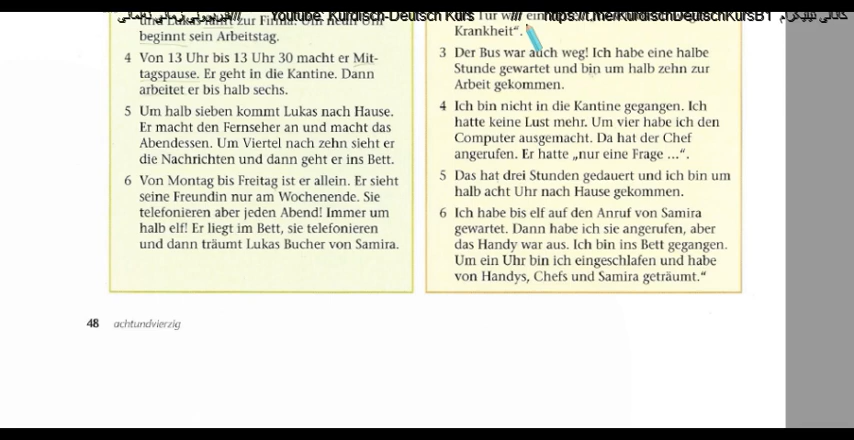 Youtube: Kurdisch-Deutsch Kurs /// https://t.me/KurdischDeutschKursB1
beginnt sein Arbeitstag.
4 Von 13 Uhr bis 13 Uhr 30 macht er Mit-
tagspause. Er geht in die Kantine. Dann
arbeitet er bis halb sechs.
5 Um halb sieben kommt Lukas nach Hause.
Er macht den Fernseher an und macht das
Abendessen. Um Viertel nach zehn sieht er
die Nachrichten und dann geht er ins Bett.
6 Von Montag bis Freitag ist er allein. Er sieht
seine Freundin nur am Wochenende. Sie
telefonieren aber jeden Abend! Immer um
halb elf! Er liegt im Bett, sie telefonieren
und dann träumt Lukas Bucher von Samira.
Krankheit“.
3 Der Bus war auch weg! Ich habe eine halbe
Stunde gewartet und bin um halb zehn zur
Arbeit gekommen.
4 Ich bin nicht in die Kantine gegangen. Ich
hatte keine Lust mehr. Um vier habe ich den
Computer ausgemacht. Da hat der Chef
angerufen. Er hatte „nur eine Frage ...“.
5 Das hat drei Stunden gedauert und ich bin um
halb acht Uhr nach Hause gekommen.
6 Ich habe bis elf auf den Anruf von Samira
gewartet. Dann habe ich sie angerufen, aber
das Handy war aus. Ich bin ins Bett gegangen.
Um ein Uhr bin ich eingeschlafen und habe
von Handys, Chefs und Samira geträumt.“
48 achtundvierzig